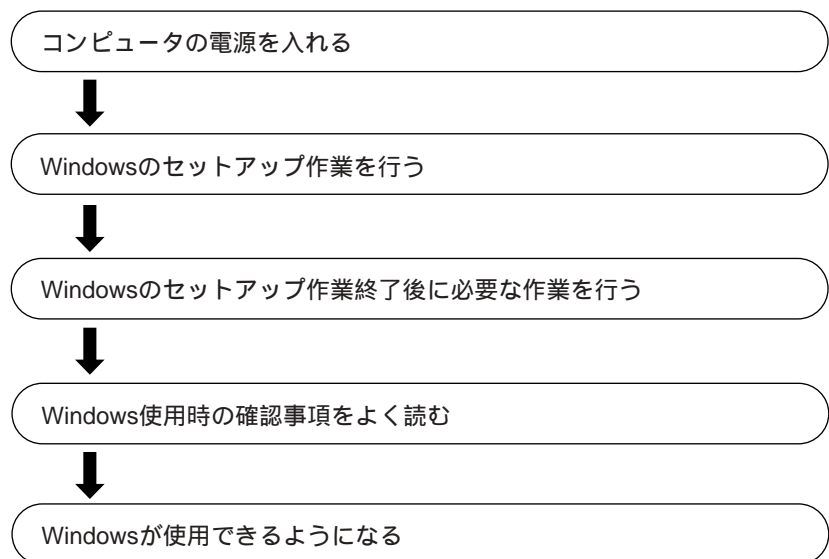 コンピュータの電源を入れる
Windowsのセットアップ作業を行う
Windowsのセットアップ作業終了後に必要な作業を行う
Windows使用時の確認事項をよく読む
Windowsが使用できるようになる